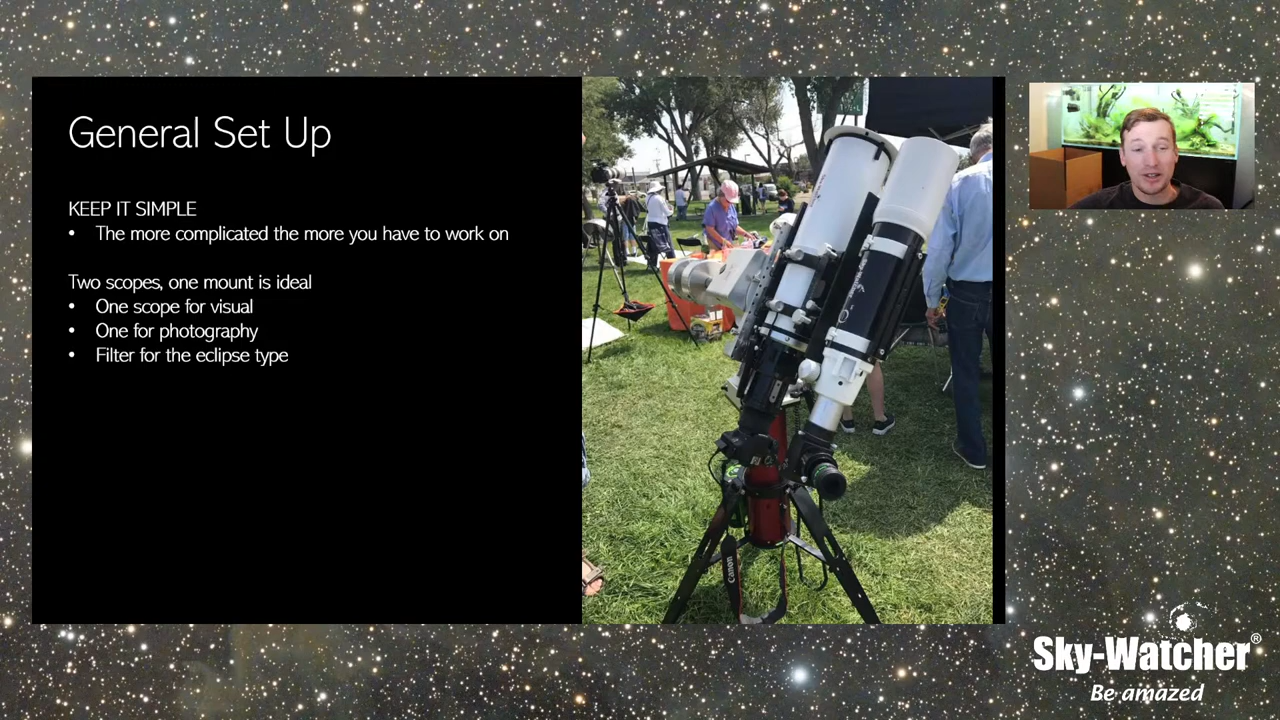 General Set Up
KEEP IT SIMPLE
• The more complicated the more you have to work on
Two scopes, one mount is ideal
• One scope for visual
• One for photography
• Filter for the eclipse type
Canon
Sky-Watcher®
Be amazed